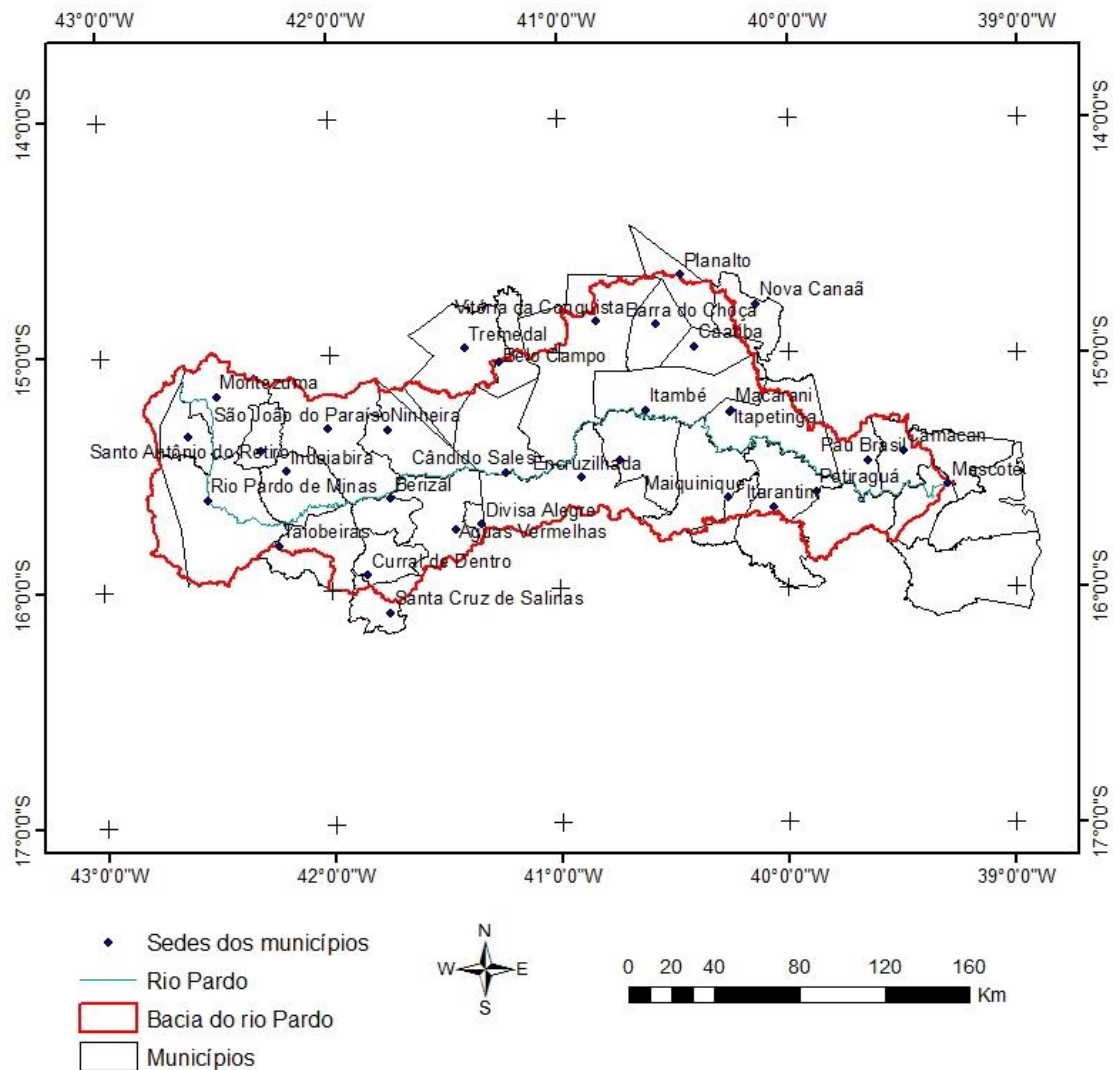 43°0'0"W 42°0'0"W 41°0'0"W 40°0'0"W 39°0'0"W
14°0'0"S 14°0'0"S
Planalto
Nova Canaã
Vitória da Conquista Barra do Choça
Tremedal Caatiba
15°0'0"S Belo Campo 15°0'0"S
Montezuma
Itambé Macarani
São João do Paraíso Ninheira Itapetinga
Santo Antônio do Retiro Indaiabira Cândido Sales Encruzilhada Pau Brasil Camacan
Rio Pardo de Minas Berizal Maiquinique Itarantim Potiraguá Mascote
Divisa Alegre
Taiobeiras Águas Vermelhas
Curral de Dentro
16°0'0"S Santa Cruz de Salinas 16°0'0"S
17°0'0"S 17°0'0"S
43°0'0"W 42°0'0"W 41°0'0"W 40°0'0"W 39°0'0"W
Sedes dos municípios
Rio Pardo
Bacia do rio Pardo
Municípios
N
W E
S
0 20 40 80 120 160
Km